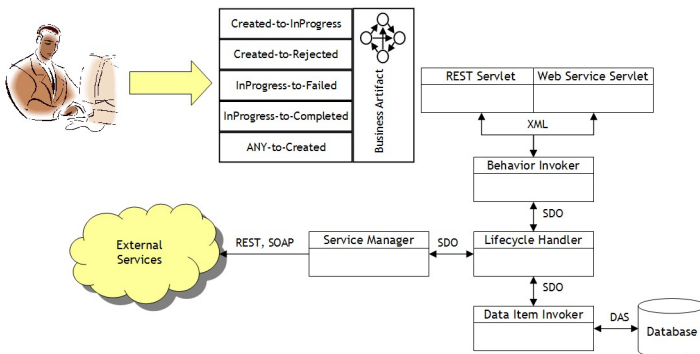 Created-to-InProgress
Created-to-Rejected
InProgress-to-Failed
InProgress-to-Completed
ANY-to-Created
Business Artifact
REST Servlet
Web Service Servlet
XML
Behavior Invoker
SDO
External
Services
REST, SOAP
Service Manager
SDO
Lifecycle Handler
SDO
Data Item Invoker
DAS
Database